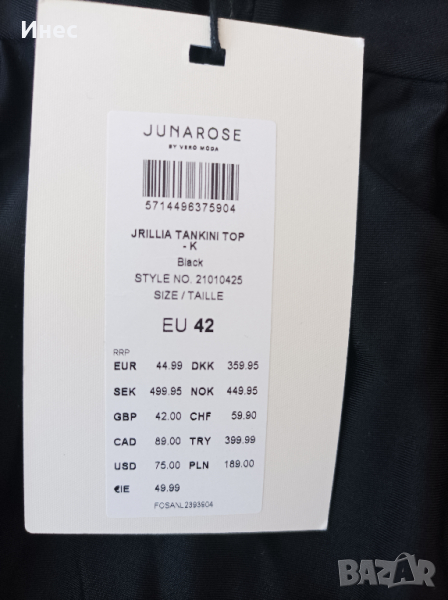 Инес
JUNAROSE
BY VERO MODA
5714496375904
JRILLIA TANKINI TOP
- K
Black
STYLE NO. 21010425
SIZE / TAILLE
EU 42
RRP
EUR 44.99 DKK 359.95
SEK 499.95 NOK 449.95
GBP 42.00 CHF 59.90
CAD 89.00 TRY 399.99
USD 75.00 PLN 189.00
€IE 49.99
POSANL2393904
BAZAR